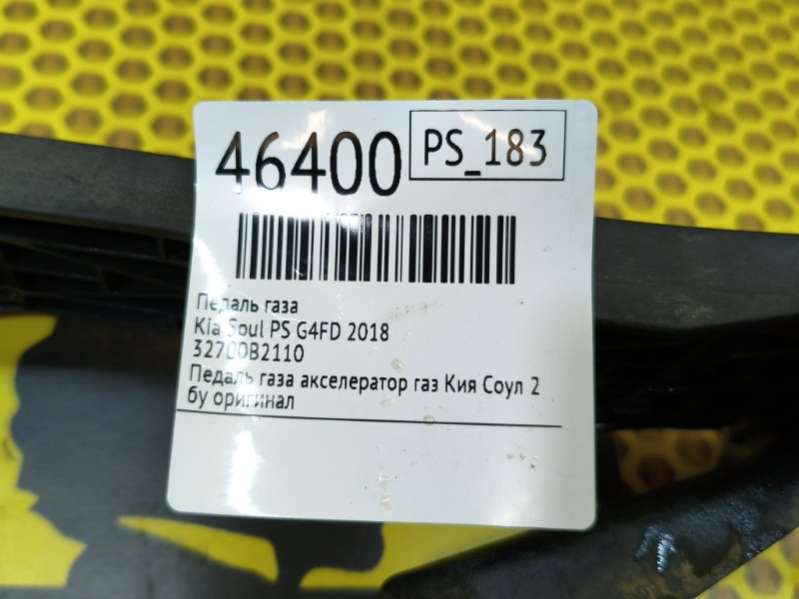 46400
PS_183
Педаль газа
Kia Soul PS G4FD 2018
32700B2110
Педаль газа акселератор газ Кия Соул 2
бу оригинал